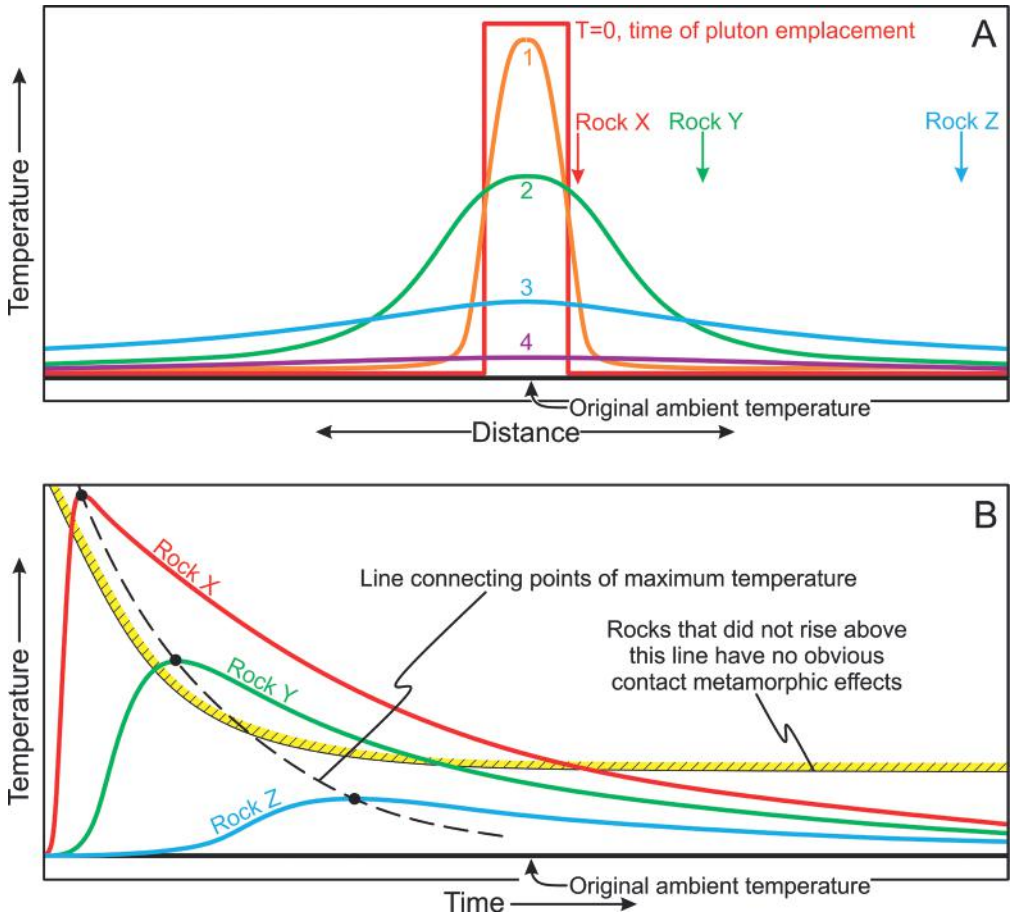 A
T=0, time of pluton emplacement
1
Rock X
Rock Y
Rock Z
2
3
4
Temperature
Original ambient temperature
Distance
B
Rock X
Line connecting points of maximum temperature
Rocks that did not rise above
this line have no obvious
contact metamorphic effects
Rock Y
Rock Z
Temperature
Original ambient temperature
Time